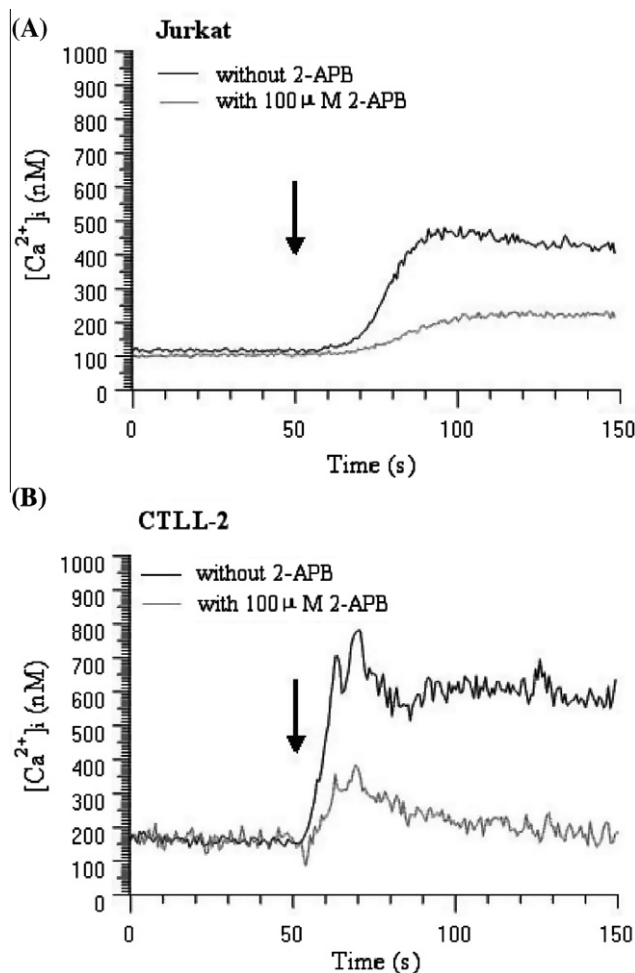 (A)
Jurkat
without 2-APB
with 100 μ M 2-APB
[Ca2+]i (nM)
1000
900
800
700
600
500
400
300
200
100
0
0 50 100 150
Time (s)
(B)
CTLL-2
without 2-APB
with 100 μ M 2-APB
[Ca2+]i (nM)
1000
900
800
700
600
500
400
300
200
100
0
0 50 100 150
Time (s)